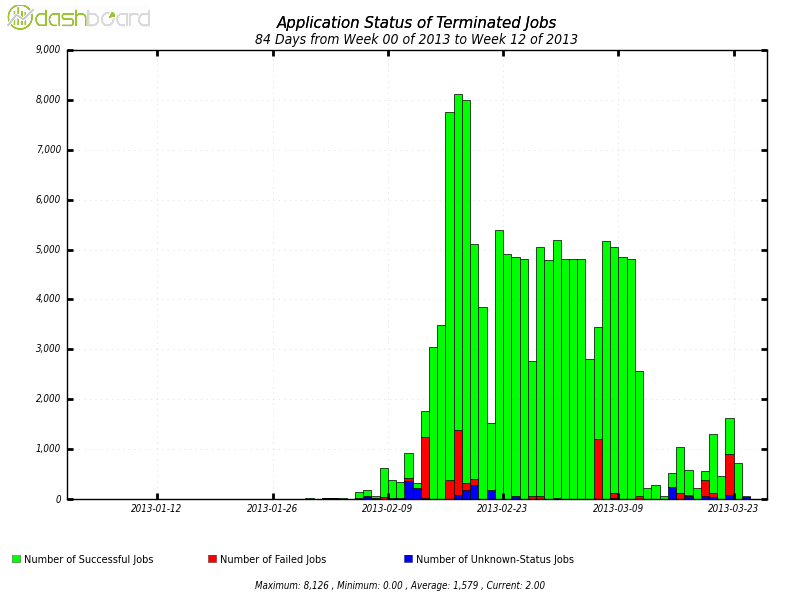 dashboard
Application Status of Terminated Jobs
84 Days from Week 00 of 2013 to Week 12 of 2013
9,000
8,000
7,000
6,000
5,000
4,000
3,000
2,000
1,000
0
2013-01-12 2013-01-26 2013-02-09 2013-02-23 2013-03-09 2013-03-23
Number of Successful Jobs Number of Failed Jobs Number of Unknown-Status Jobs
Maximum: 8,126 , Minimum: 0.00 , Average: 1,579 , Current: 2.00